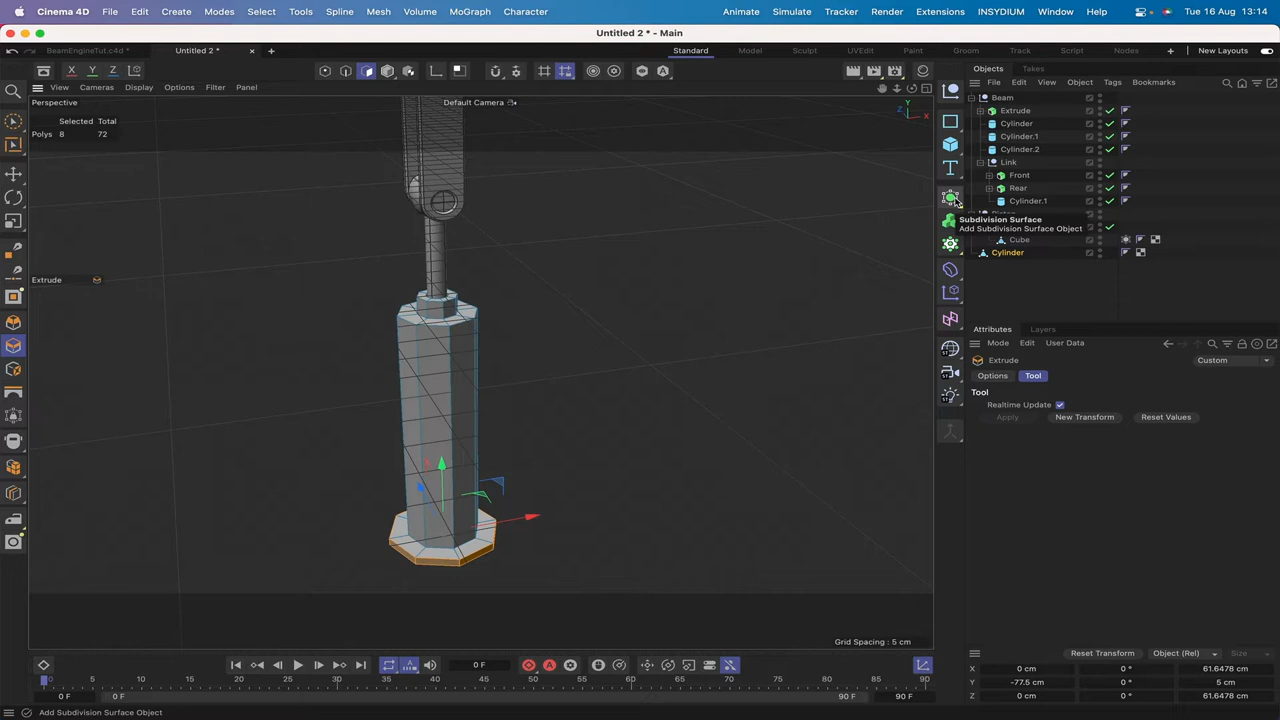 Cinema 4D File Edit Create Modes Select Tools Spline Mesh Volume MoGraph Character Animate Simulate Tracker Render Extensions INSYDIUM Window Help Tue 16 Aug 13:14
Untitled 2 * - Main
BeamEngineTut.c4d * Untitled 2 * Standard Model Sculpt UVEdit Paint Groom Track Script Nodes New Layouts
X Y Z
Objects Takes
View Cameras Display Options Filter Panel
File Edit View Object Tags Bookmarks
Perspective Default Camera
Selected Total
Polys 8 72
Y
Z X
Beam
Extrude
Cylinder
Cylinder.1
Cylinder.2
Link
Front
Rear
Cylinder.1
Subdivision Surface
Add Subdivision Surface Object
Cube
Cylinder
Extrude
Attributes Layers
Mode Edit User Data
Extrude Custom
Options Tool
Tool
Realtime Update
Apply New Transform Reset Values
Grid Spacing : 5 cm
Reset Transform Object (Rel) Size
0 F
X 0 cm 0 ° 61.6478 cm
Y -77.5 cm 0 ° 5 cm
Z 0 cm 0 ° 61.6478 cm
0 5 10 15 20 25 30 35 40 45 50 55 60 65 70 75 80 85 90
0 F 0 F 90 F 90 F
Add Subdivision Surface Object